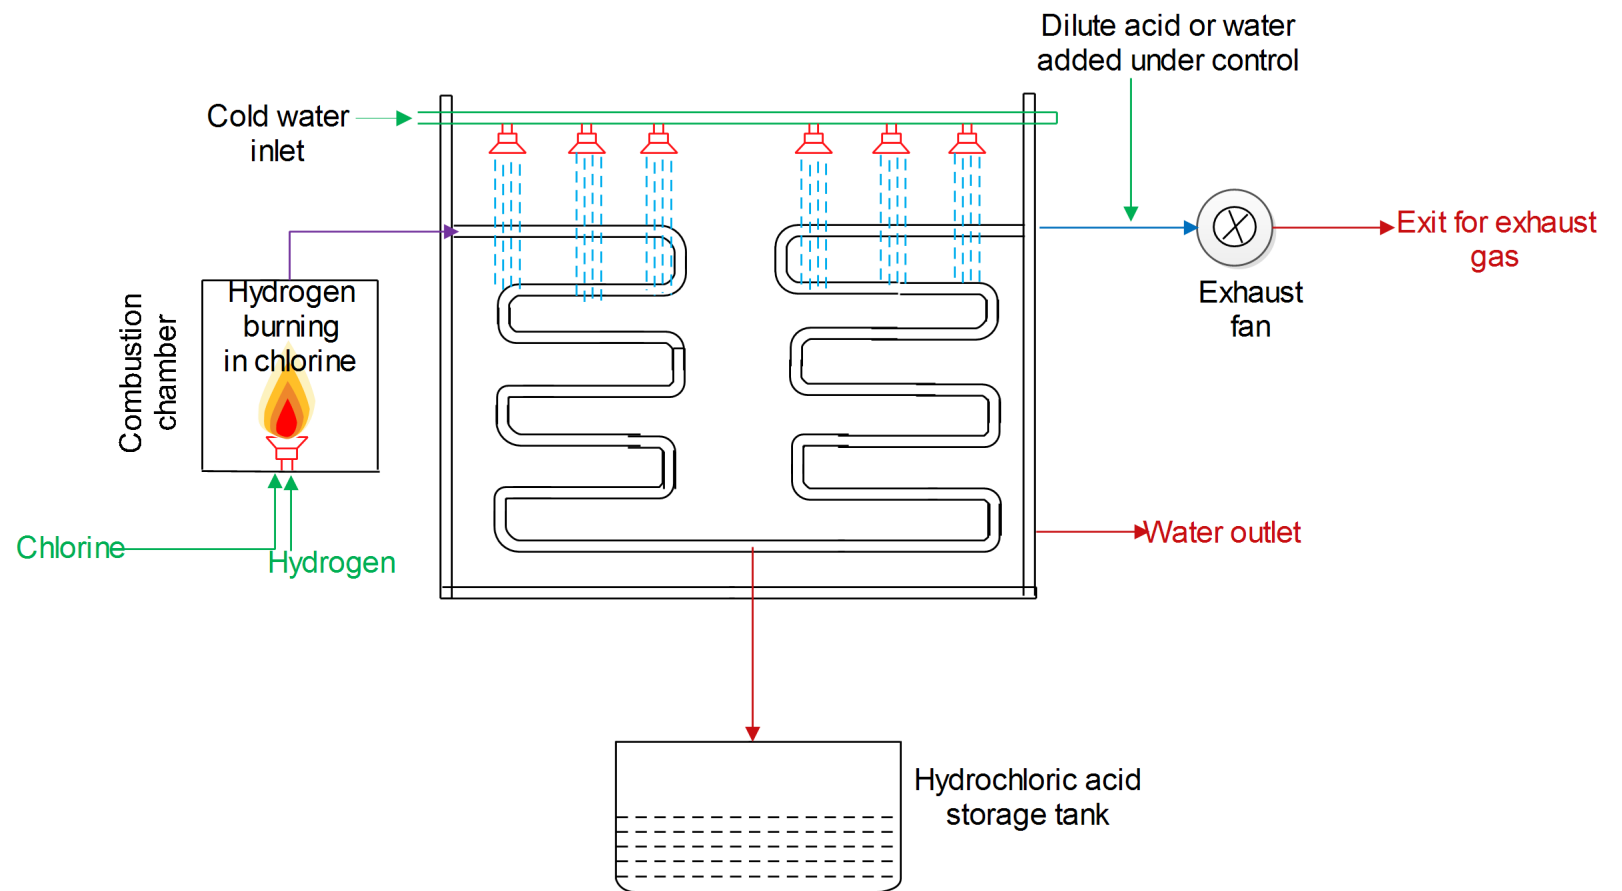 Dilute acid or water
added under control
Cold water
inlet
Exit for exhaust
gas
Exhaust
fan
Combustion
chamber
Hydrogen
burning
in chlorine
Chlorine
Hydrogen
Water outlet
Hydrochloric acid
storage tank